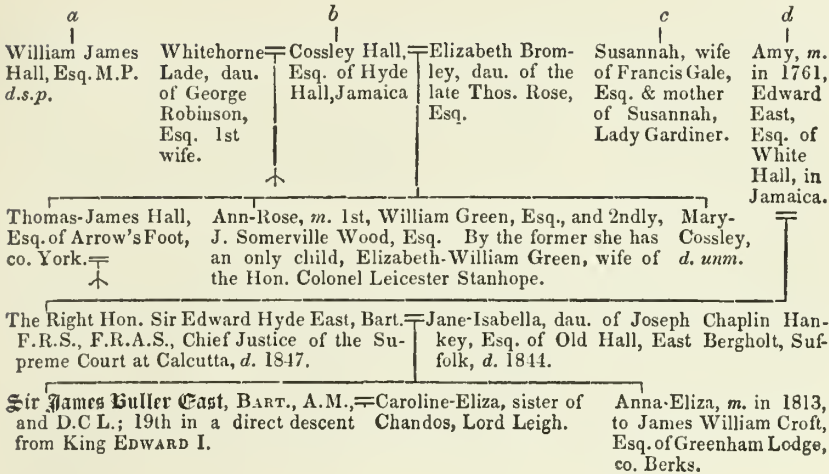 a b c d
William James
Hall, Esq. M.P.
d.s.p.
Whitehorne
Lade, dau.
of George
Robinson,
Esq. 1st
wife.
Cossley Hall,
Esq. of Hyde
Hall, Jamaica
Elizabeth Brom-
ley, dau. of the
late Thos. Rose,
Esq.
Susannah, wife
of Francis Gale,
Esq. & mother
of Susannah,
Lady Gardiner.
Amy, m.
in 1761,
Edward
East,
Esq. of
White
Hall, in
Jamaica.
Thomas-James Hall,
Esq. of Arrow's Foot,
co. York.
Ann-Rose, m. 1st, William Green, Esq., and 2ndly,
J. Somerville Wood, Esq. By the former she has
an only child, Elizabeth-William Green, wife of
the Hon. Colonel Leicester Stanhope.
Mary-
Cossley,
d. unm.
The Right Hon. Sir Edward Hyde East, Bart.
F.R.S., F.R.A.S., Chief Justice of the Su-
preme Court at Calcutta, d. 1847.
Jane-Isabella, dau. of Joseph Chaplin Han-
key, Esq. of Old Hall, East Bergholt, Suf-
folk, d. 1844.
Sir James Buller East, BART., A.M.,
and D.C L.; 19th in a direct descent
from King EDWARD I.
Caroline-Eliza, sister of
Chandos, Lord Leigh.
Anna-Eliza, m. in 1813,
to James William Croft,
Esq. of Greenham Lodge,
co. Berks.